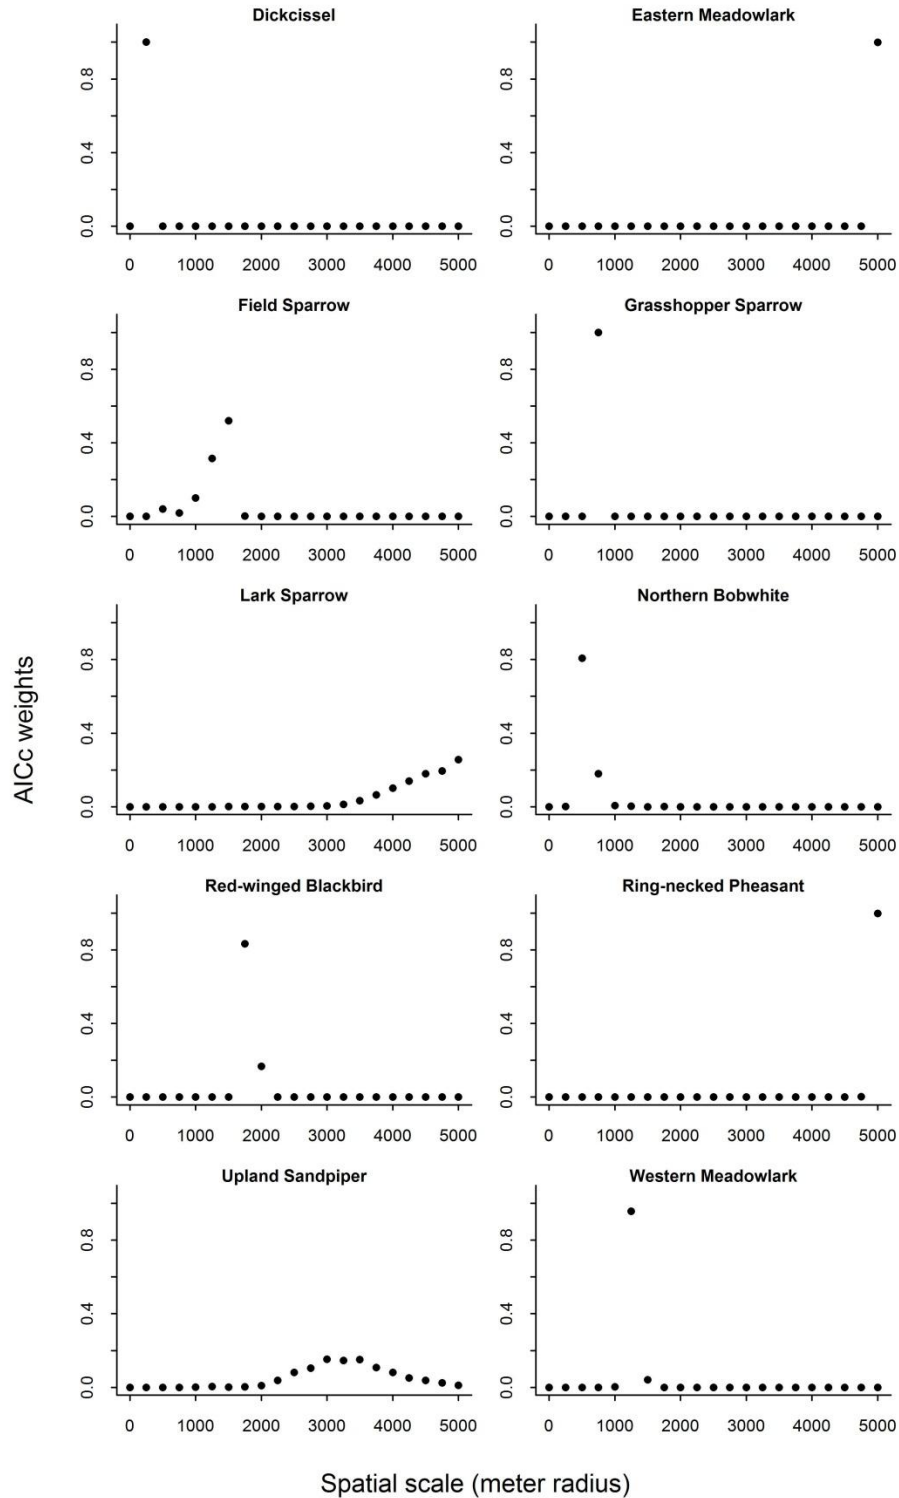 Dickcissel
Eastern Meadowlark
0.0 0.4 0.8
0.0 0.4 0.8
0 1000 2000 3000 4000 5000
0 1000 2000 3000 4000 5000
Field Sparrow
Grasshopper Sparrow
0.0 0.4 0.8
0.0 0.4 0.8
0 1000 2000 3000 4000 5000
0 1000 2000 3000 4000 5000
Lark Sparrow
Northern Bobwhite
0.0 0.4 0.8
0.0 0.4 0.8
0 1000 2000 3000 4000 5000
0 1000 2000 3000 4000 5000
AICc weights
Red-winged Blackbird
Ring-necked Pheasant
0.0 0.4 0.8
0.0 0.4 0.8
0 1000 2000 3000 4000 5000
0 1000 2000 3000 4000 5000
Upland Sandpiper
Western Meadowlark
0.0 0.4 0.8
0.0 0.4 0.8
0 1000 2000 3000 4000 5000
0 1000 2000 3000 4000 5000
Spatial scale (meter radius)